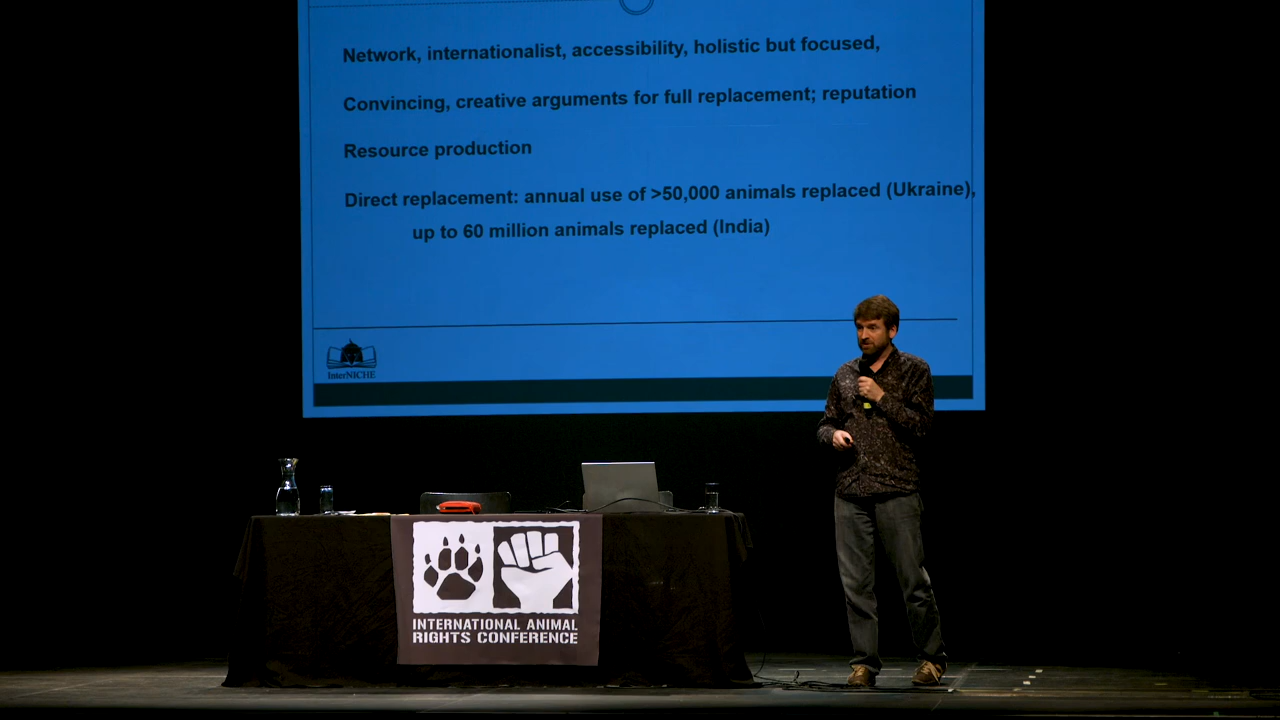 Network, internationalist, accessibility, holistic but focused,
Convincing, creative arguments for full replacement; reputation
Resource production
Direct replacement: annual use of >50,000 animals replaced (Ukraine),
up to 60 million animals replaced (India)
InterNICHE
INTERNATIONAL ANIMAL
RIGHTS CONFERENCE